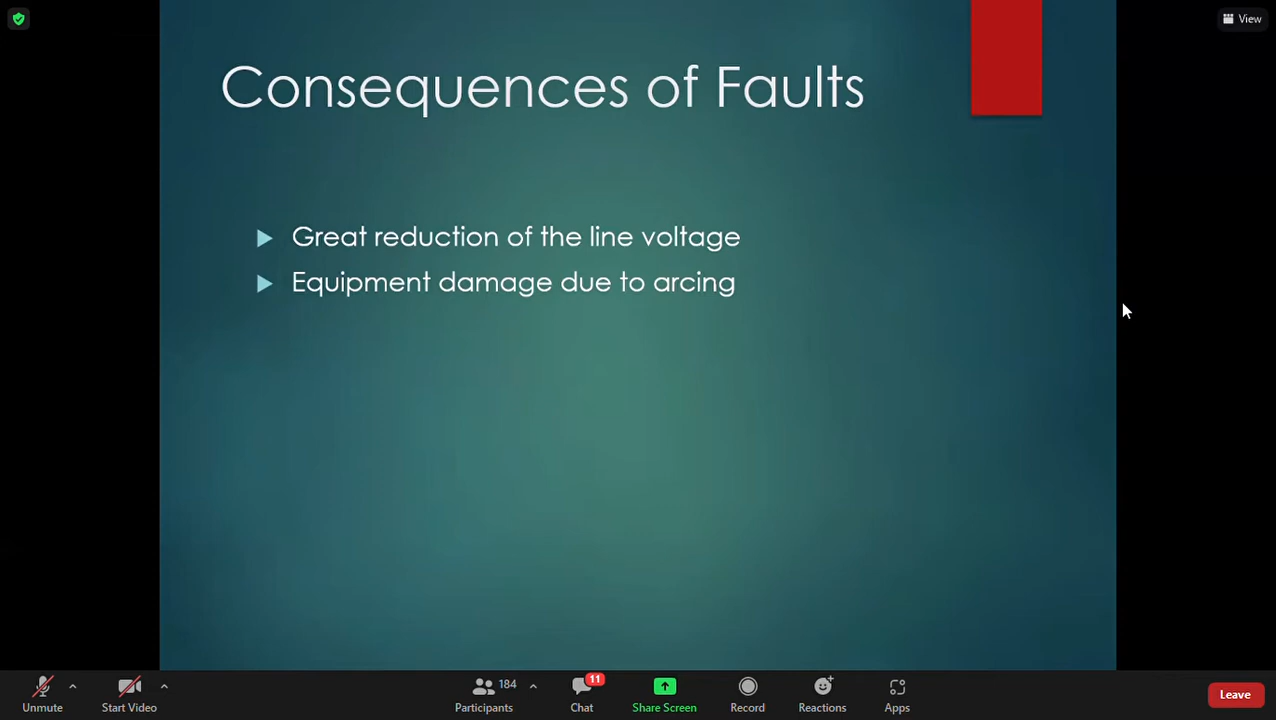 View
Consequences of Faults
Great reduction of the line voltage
Equipment damage due to arcing
Unmute
Start Video
184
Participants
11
Chat
Share Screen
Record
Reactions
Apps
Leave